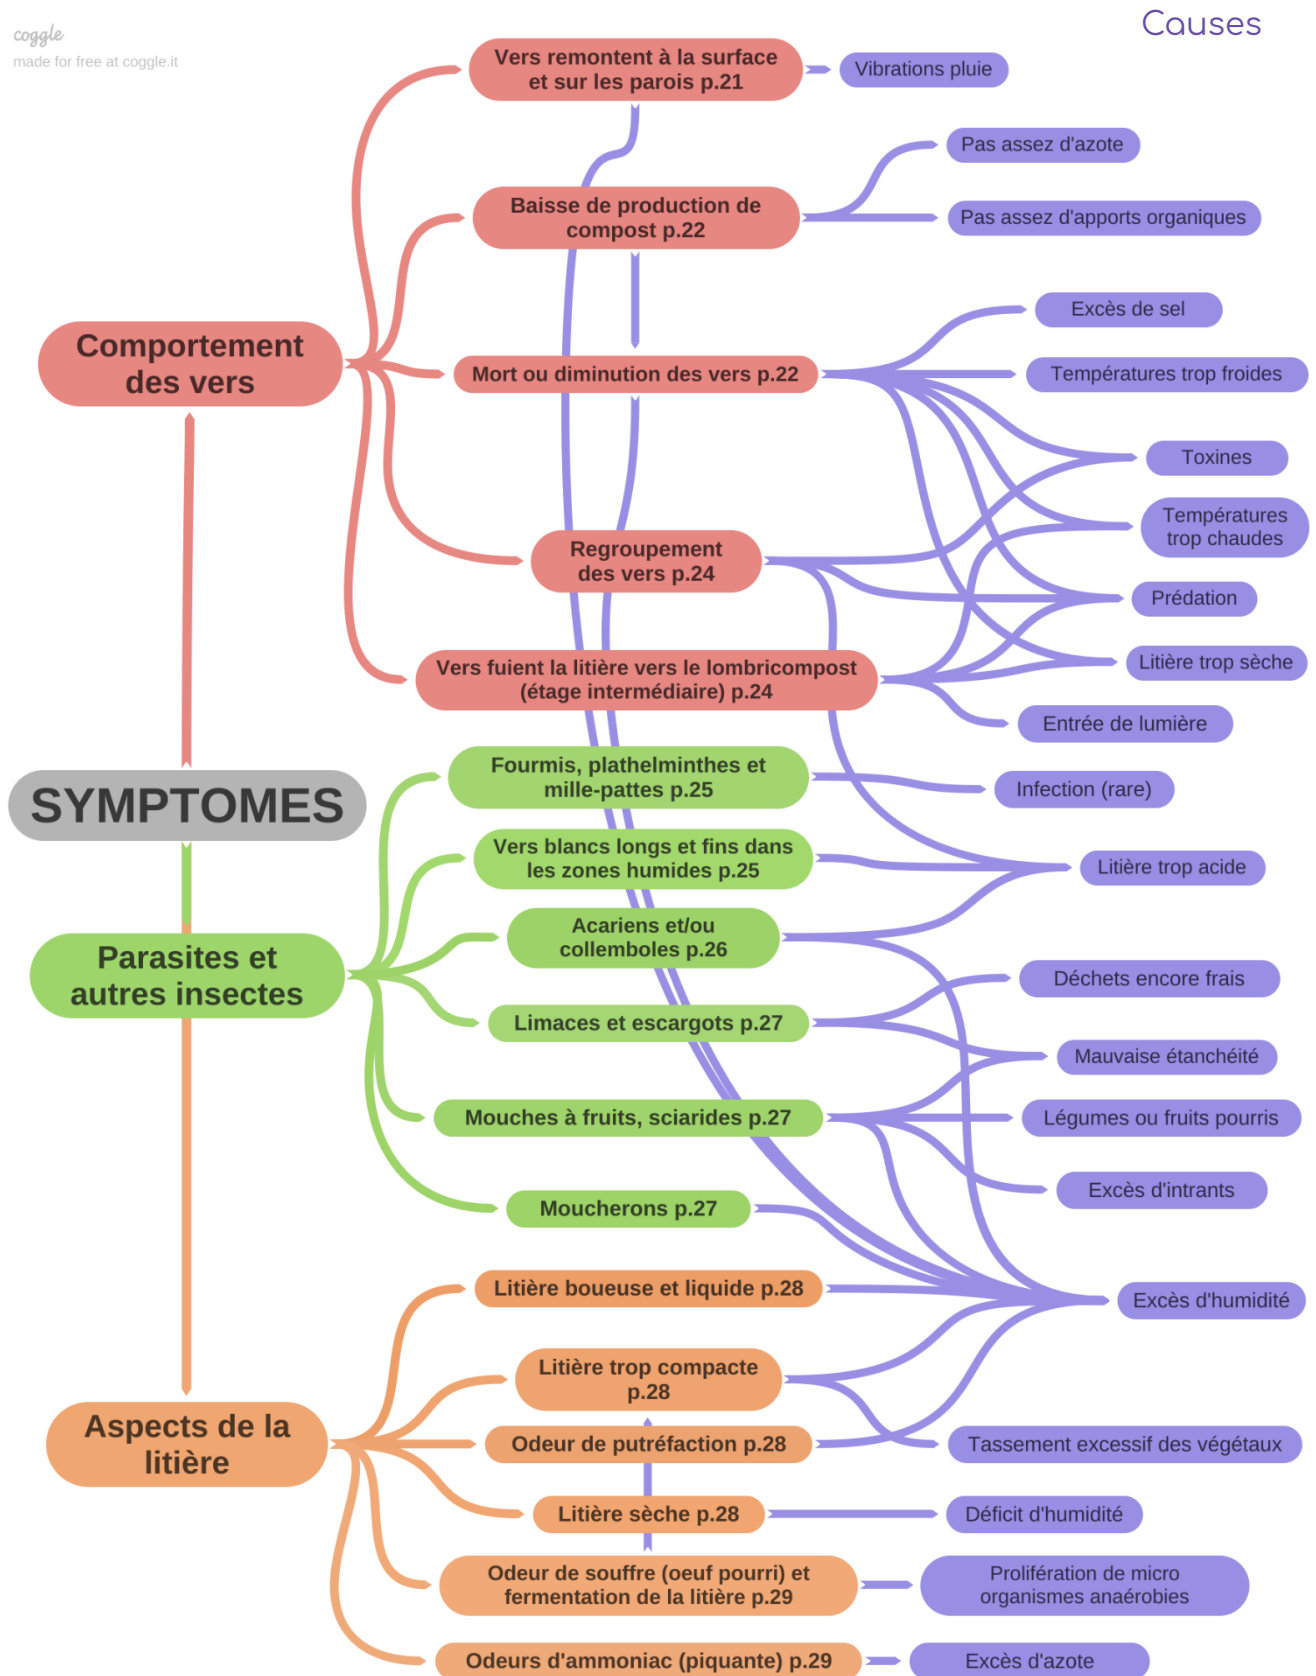 coggle
made for free at coggle.it
Causes
Vers remontent à la surface
et sur les parois p.21
Vibrations pluie
Pas assez d'azote
Baisse de production de
compost p.22
Pas assez d'apports organiques
Excès de sel
Comportement
des vers
Mort ou diminution des vers p.22
Températures trop froides
Toxines
Températures
trop chaudes
Regroupement
des vers p.24
Prédation
Vers fuient la litière vers le lombricompost
(étage intermédiaire) p.24
Litière trop sèche
Entrée de lumière
SYMPTOMES
Fourmis, plathelminthes et
mille-pattes p.25
Infection (rare)
Vers blancs longs et fins dans
les zones humides p.25
Litière trop acide
Acariens et/ou
collemboles p.26
Parasites et
autres insectes
Déchets encore frais
Limaces et escargots p.27
Mauvaise étanchéité
Mouches à fruits, sciarides p.27
Légumes ou fruits pourris
Excès d'intrants
Moucherons p.27
Litière boueuse et liquide p.28
Excès d'humidité
Litière trop compacte
p.28
Aspects de la
litière
Odeur de putréfaction p.28
Tassement excessif des végétaux
Litière sèche p.28
Déficit d'humidité
Odeur de souffre (oeuf pourri) et
fermentation de la litière p.29
Prolifération de micro
organismes anaérobies
Odeurs d'ammoniac (piquante) p.29
Excès d'azote